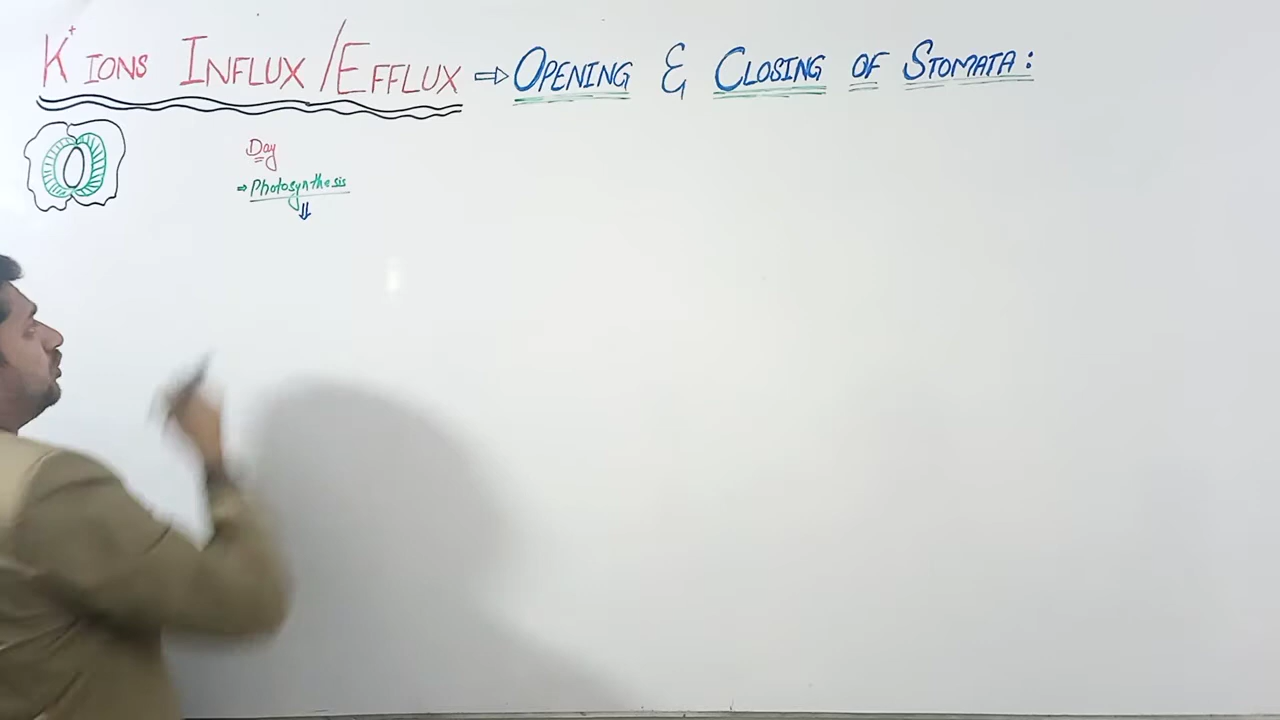 K⁺ IONS INFLUX/EFFLUX ⇒ OPENING & CLOSING OF STOMATA:
Day
⇒ Photosynthesis
⇓